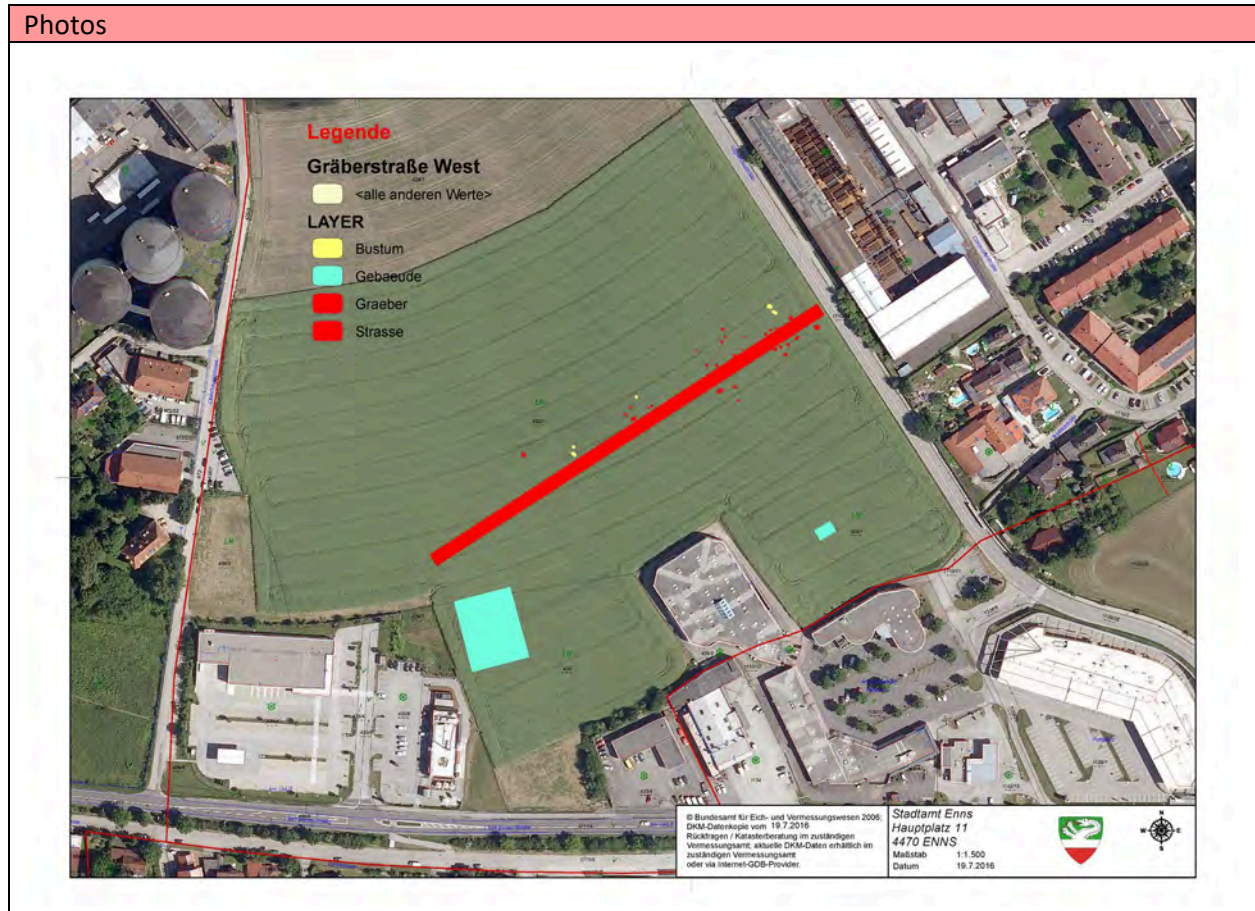 Photos
Legende
Gräberstraße West
<alle anderen Werte>
LAYER
Bustum
Gebaeude
Graeber
Strasse
© Bundesamt für Eich- und Vermessungswesen 2006;
DKM-Datenkopie vom 19.7.2016
Rückfragen / Katasterberatung im zuständigen
Vermessungsamt; aktuelle DKM-Daten erhältlich im
zuständigen Vermessungsamt
oder via Internet-GDB-Provider.
Stadtamt Enns
Hauptplatz 11
4470 ENNS
Maßstab 1:1.500
Datum 19.7.2016
N
W E
S